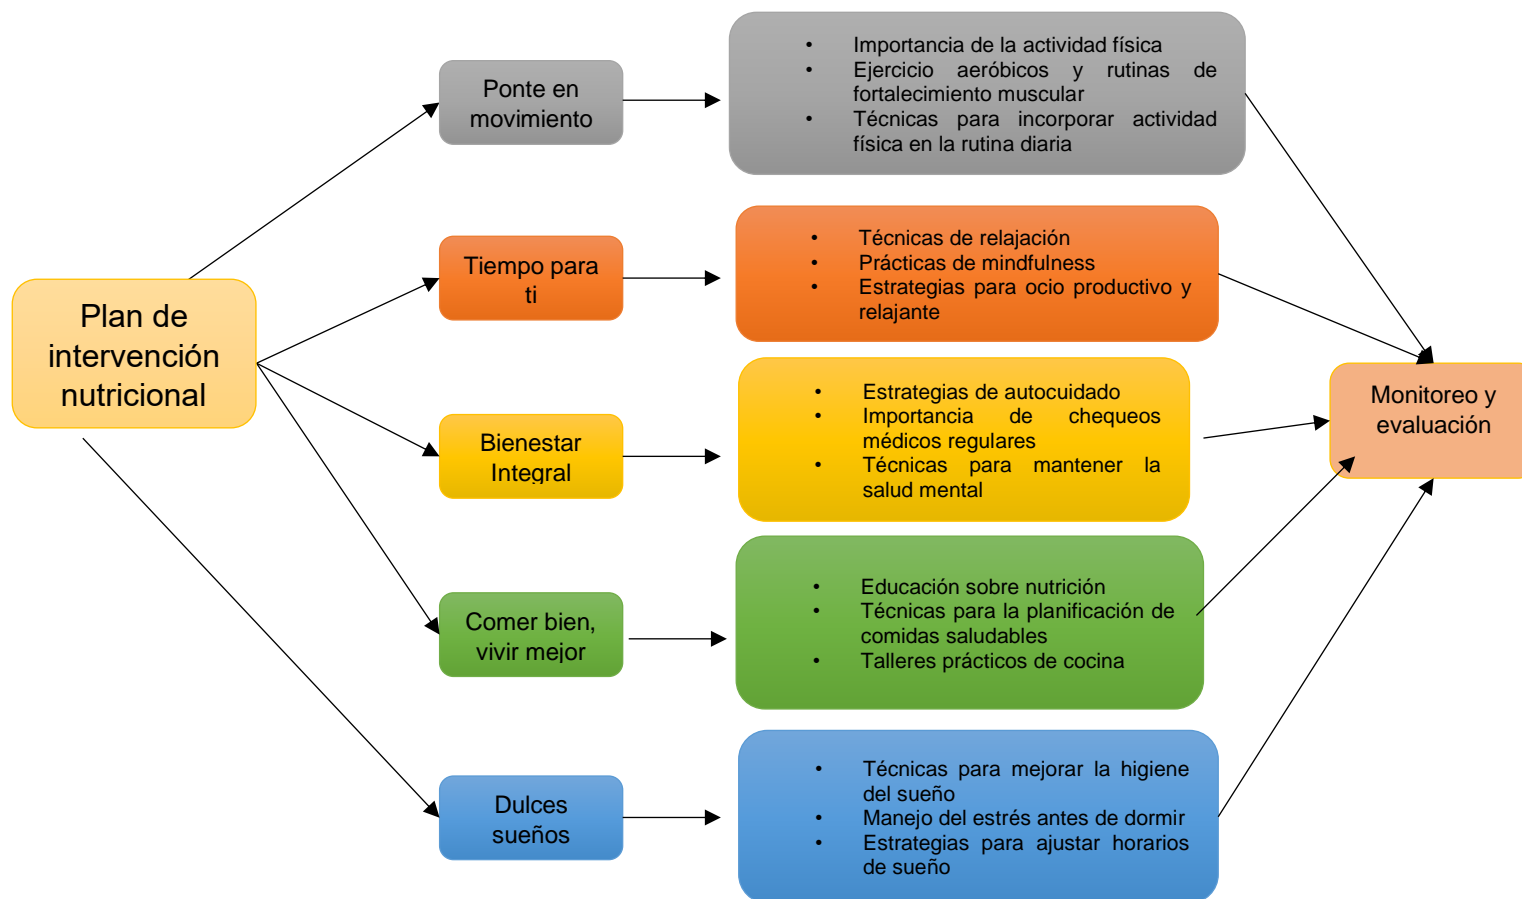 Plan de
intervención
nutricional
Ponte en
movimiento
• Importancia de la actividad física
• Ejercicio aeróbicos y rutinas de
fortalecimiento muscular
• Técnicas para incorporar actividad
física en la rutina diaria
Tiempo para
ti
• Técnicas de relajación
• Prácticas de mindfulness
• Estrategias para ocio productivo y
relajante
Bienestar
Integral
• Estrategias de autocuidado
• Importancia de chequeos
médicos regulares
• Técnicas para mantener la
salud mental
Comer bien,
vivir mejor
• Educación sobre nutrición
• Técnicas para la planificación de
comidas saludables
• Talleres prácticos de cocina
Dulces
sueños
• Técnicas para mejorar la higiene
del sueño
• Manejo del estrés antes de dormir
• Estrategias para ajustar horarios
de sueño
Monitoreo y
evaluación